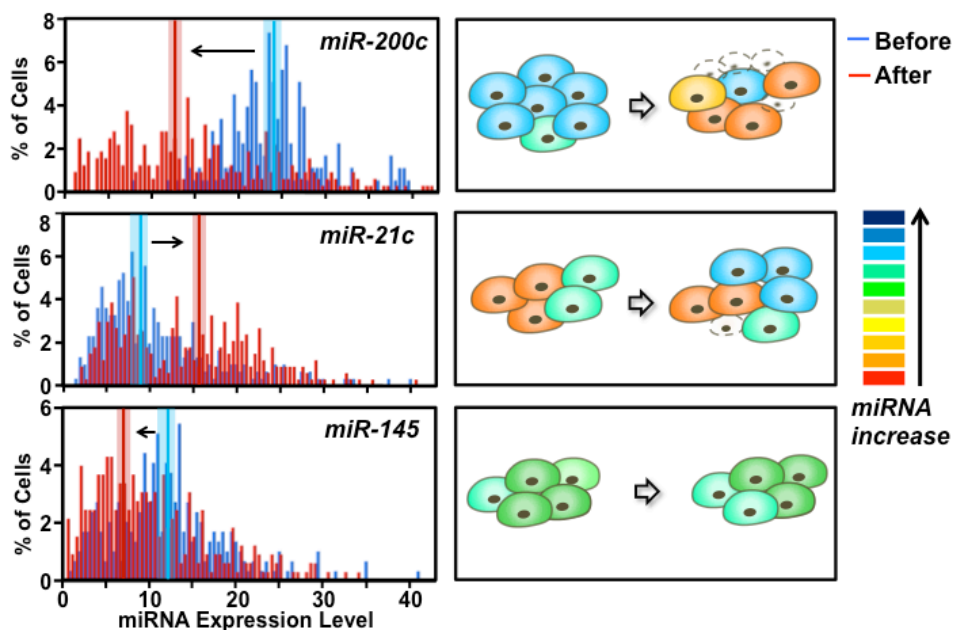 8
6
4
2
0
% of Cells
miR-200c
Before
After
8
6
4
2
0
% of Cells
miR-21c
6
4
2
0
% of Cells
miR-145
0 10 20 30 40
miRNA Expression Level
miRNA
increase